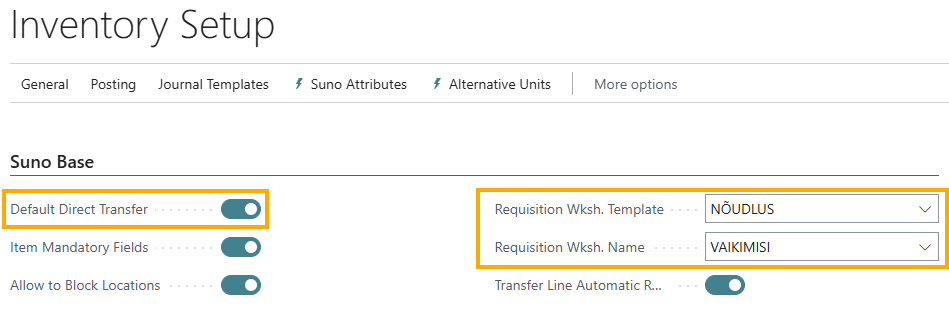 Inventory Setup
General Posting Journal Templates Suno Attributes Alternative Units More options
Suno Base
Default Direct Transfer
Requisition Wksh. Template NÕUDLUS
Item Mandatory Fields
Requisition Wksh. Name VAIKIMISI
Allow to Block Locations
Transfer Line Automatic R...